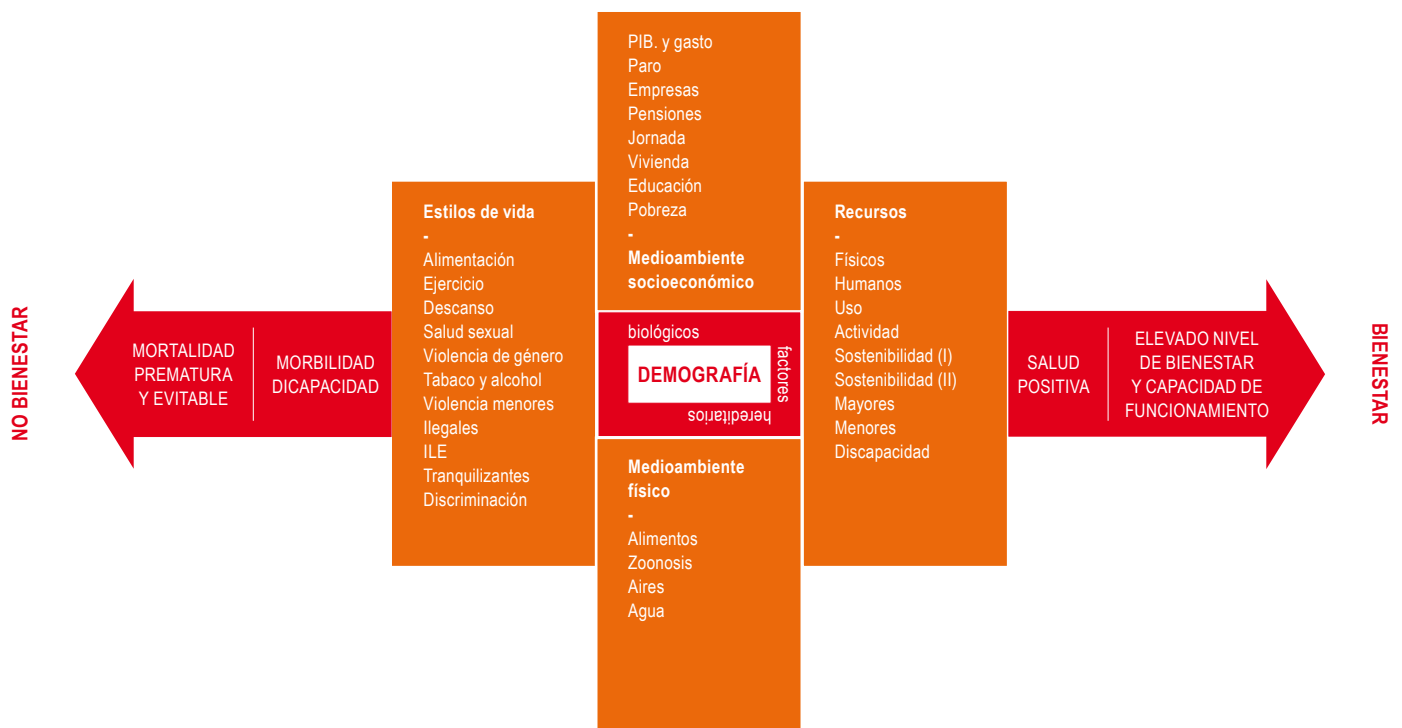 NO BIENESTAR
MORTALIDAD
PREMATURA
Y EVITABLE
MORBILIDAD
DICAPACIDAD
Estilos de vida
-
Alimentación
Ejercicio
Descanso
Salud sexual
Violencia de género
Tabaco y alcohol
Violencia menores
Ilegales
ILE
Tranquilizantes
Discriminación
PIB. y gasto
Paro
Empresas
Pensiones
Jornada
Vivienda
Educación
Pobreza
-
Medioambiente
socioeconómico
biológicos
factores
hereditarios
DEMOGRAFÍA
Medioambiente
físico
-
Alimentos
Zoonosis
Aires
Agua
Recursos
-
Físicos
Humanos
Uso
Actividad
Sostenibilidad (I)
Sostenibilidad (II)
Mayores
Menores
Discapacidad
SALUD
POSITIVA
ELEVADO NIVEL
DE BIENESTAR
Y CAPACIDAD DE
FUNCIONAMIENTO
BIENESTAR